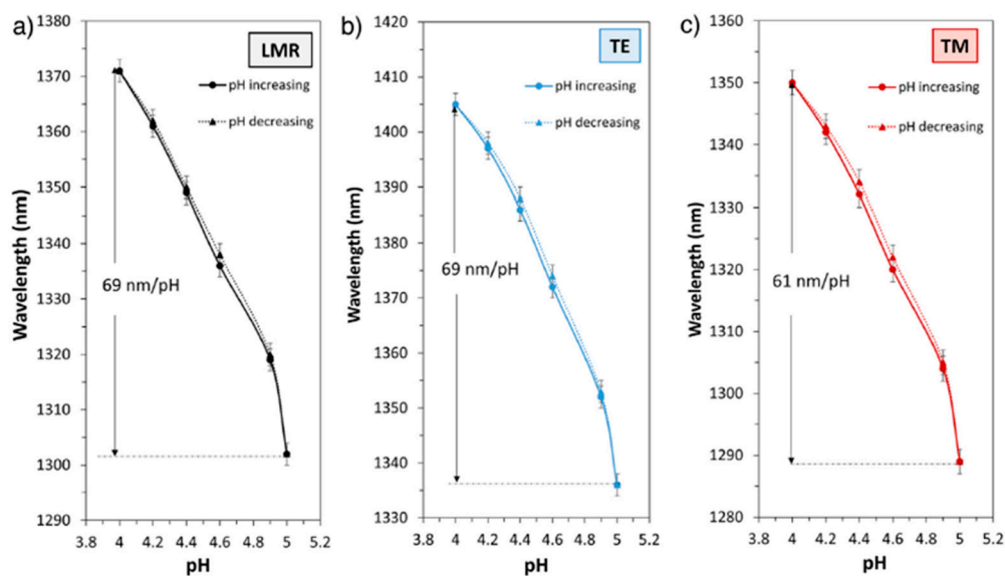 a)
LMR
pH increasing
pH decreasing
69 nm/pH
Wavelength (nm)
1380
1370
1360
1350
1340
1330
1320
1310
1300
1290
3.8 4 4.2 4.4 4.6 4.8 5 5.2
pH
b)
TE
pH increasing
pH decreasing
69 nm/pH
Wavelength (nm)
1420
1410
1400
1390
1380
1370
1360
1350
1340
1330
3.8 4 4.2 4.4 4.6 4.8 5 5.2
pH
c)
TM
pH increasing
pH decreasing
61 nm/pH
Wavelength (nm)
1360
1350
1340
1330
1320
1310
1300
1290
1280
3.8 4 4.2 4.4 4.6 4.8 5 5.2
pH